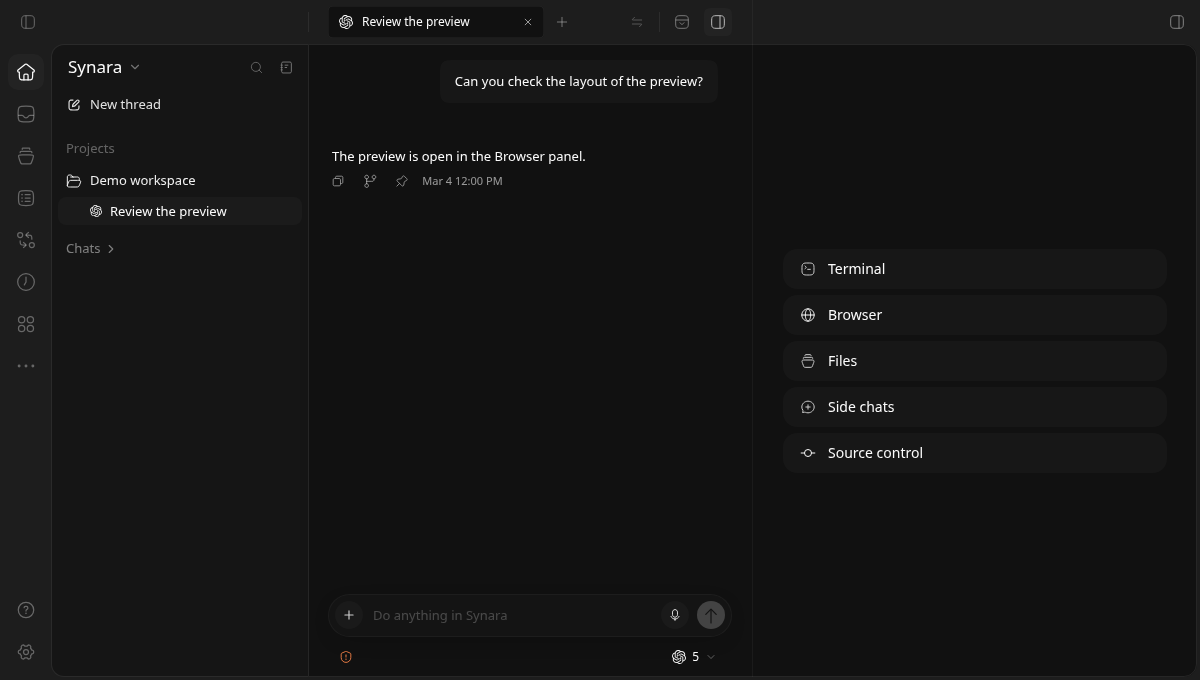 Review the preview
Synara
New thread
Projects
Demo workspace
Review the preview
Chats
Can you check the layout of the preview?
The preview is open in the Browser panel.
Mar 4 12:00 PM
Do anything in Synara
5
Terminal
Browser
Files
Side chats
Source control